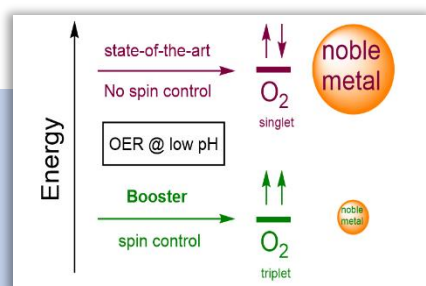 Energy
state-of-the-art
No spin control
O2
singlet
noble
metal
OER @ low pH
Booster
spin control
O2
triplet
noble
metal